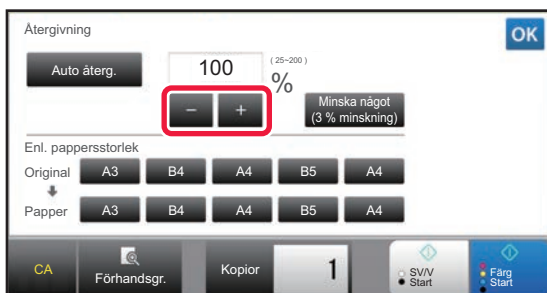 Återgivning
OK
Auto återg.
100
( 25~200 )
%
− +
Minska något
(3 % minskning)
Enl. pappersstorlek
Original A3 B4 A4 B5 A4
Papper A3 B4 A4 B5 A4
CA
Förhandsgr.
Kopior
1
SV/V
Start
Färg
Start